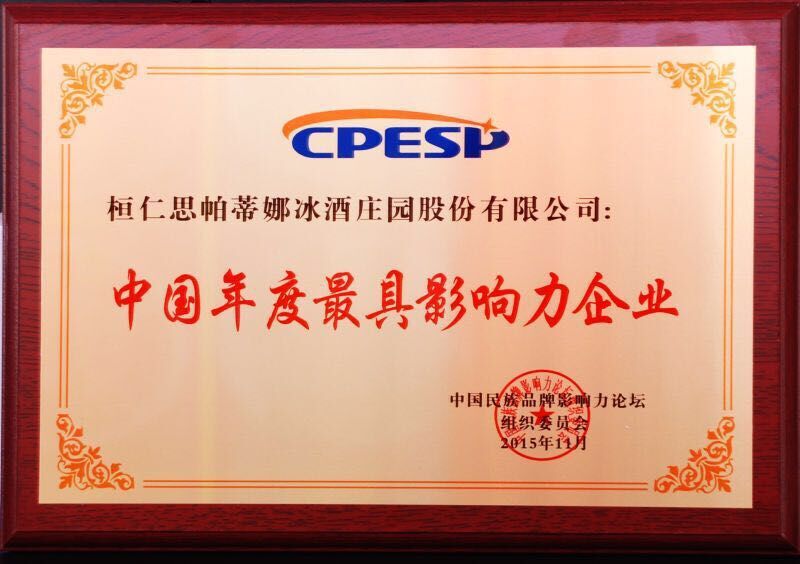 CPESP
桓仁思帕蒂娜冰酒庄园股份有限公司:
中国年度最具影响力企业
中国民族品牌影响力论坛
组织委员会
2015年11月